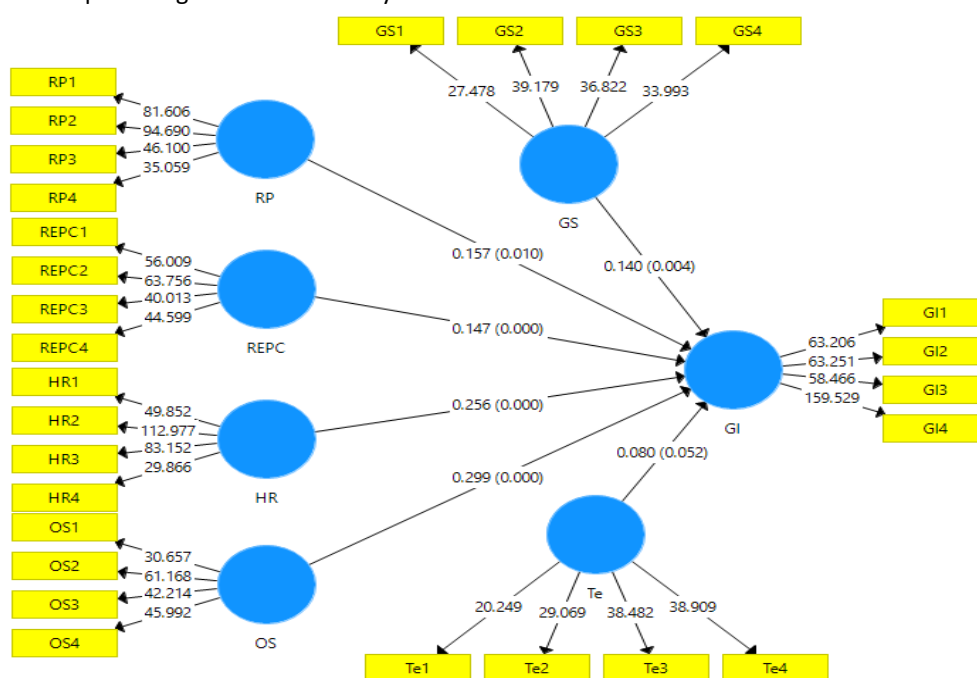 GS1 GS2 GS3 GS4
27.478 39.179 36.822 33.993
GS
RP1
RP2
RP3
RP4
81.606
94.690
46.100
35.059
RP
0.157 (0.010)
0.140 (0.004)
REPC1
REPC2
REPC3
REPC4
56.009
63.756
40.013
44.599
REPC
0.147 (0.000)
HR1
HR2
HR3
HR4
49.852
112.977
83.152
29.866
HR
0.256 (0.000)
OS1
OS2
OS3
OS4
30.657
61.168
42.214
45.992
OS
0.299 (0.000)
GI
63.206
63.251
58.466
159.529
GI1
GI2
GI3
GI4
0.080 (0.052)
Te
20.249 29.069 38.482 38.909
Te1 Te2 Te3 Te4